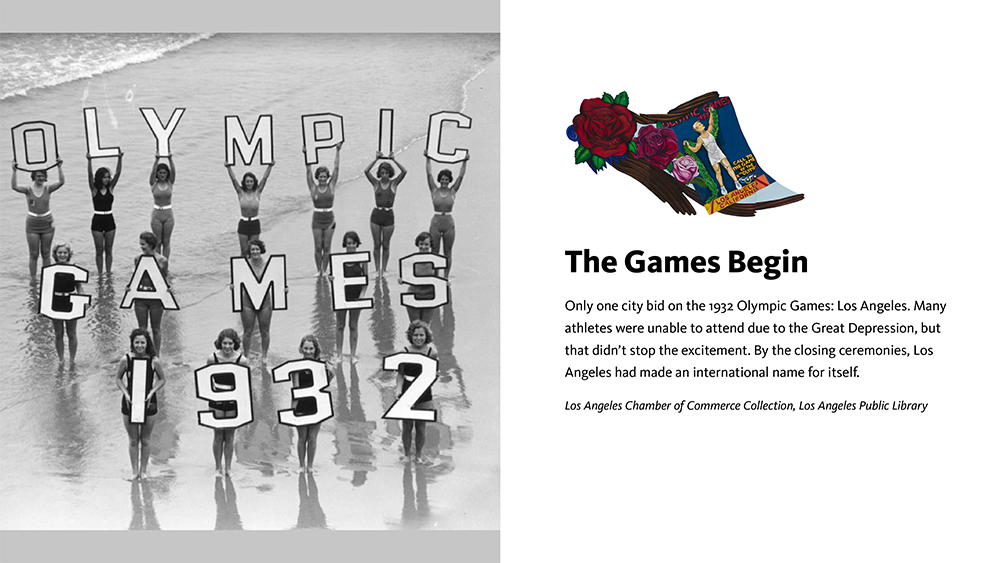 OLYMPIC
GAMES
1932
OLYMPIC GAMES
CALL TO
THE GAMES
LOS ANGELES
CALIFORNIA
The Games Begin
Only one city bid on the 1932 Olympic Games: Los Angeles. Many
athletes were unable to attend due to the Great Depression, but
that didn’t stop the excitement. By the closing ceremonies, Los
Angeles had made an international name for itself.
Los Angeles Chamber of Commerce Collection, Los Angeles Public Library